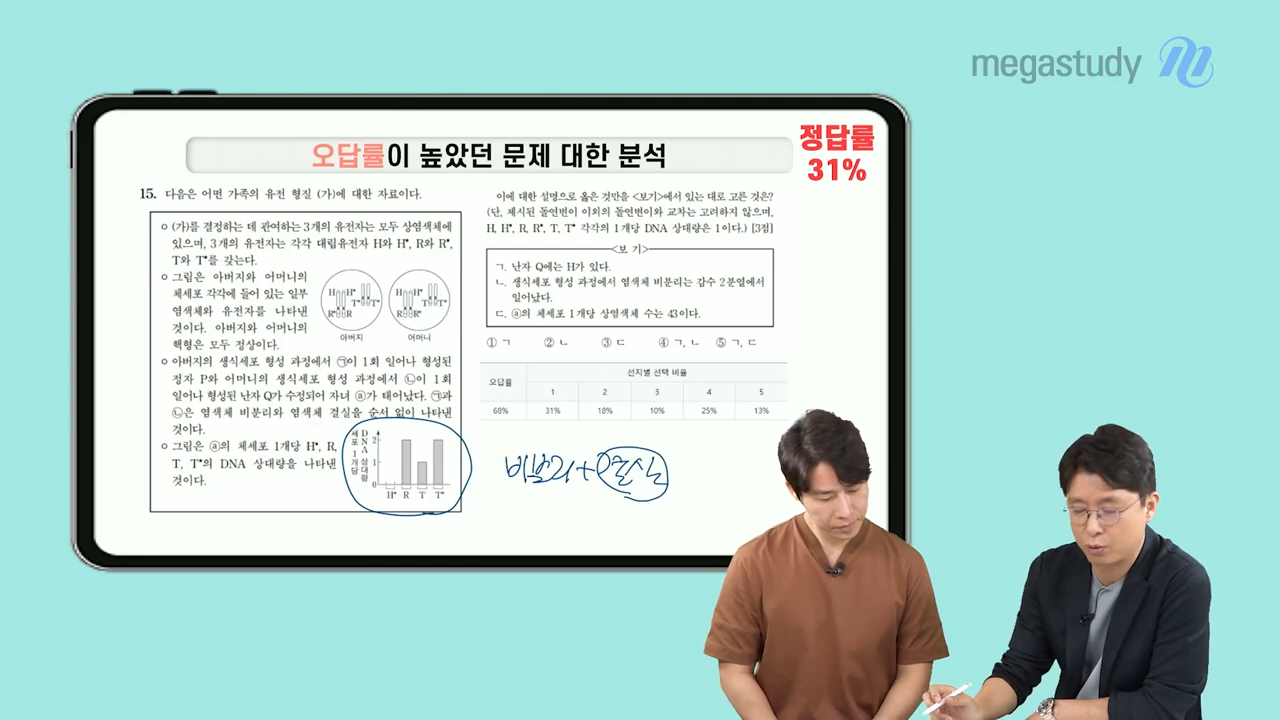 megastudy
오답률이 높았던 문제 대한 분석
정답률
31%
15. 다음은 어떤 가족의 유전 형질 (가)에 대한 자료이다.
○ (가)를 결정하는 데 관여하는 3개의 유전자는 모두 상염색체에
있으며, 3개의 유전자는 각각 대립유전자 H와 H*, R와 R*,
T와 T*를 갖는다.
○ 그림은 아버지와 어머니의
체세포 각각에 들어 있는 일부
염색체와 유전자를 나타낸
것이다. 아버지와 어머니의
핵형은 모두 정상이다.
H H* T* T* R* R
아버지
H H* T T* R R*
어머니
○ 아버지의 생식세포 형성 과정에서 ㉠이 1회 일어나 형성된
정자 P와 어머니의 생식세포 형성 과정에서 ㉡이 1회
일어나 형성된 난자 Q가 수정되어 자녀 ⓐ가 태어났다. ㉠과
㉡은 염색체 비분리와 염색체 결실을 순서 없이 나타낸
것이다.
○ 그림은 ⓐ의 체세포 1개당 H*, R,
T, T*의 DNA 상대량을 나타낸
것이다.
세포 1개당
DNA 상대량
2
1
0
H* R T T*
이에 대한 설명으로 옳은 것만을 <보기>에서 있는 대로 고른 것은?
(단, 제시된 돌연변이 이외의 돌연변이와 교차는 고려하지 않으며,
H, H*, R, R*, T, T* 각각의 1개당 DNA 상대량은 1이다.) [3점]
<보 기>
ㄱ. 난자 Q에는 H가 있다.
ㄴ. 생식세포 형성 과정에서 염색체 비분리는 감수 2분열에서
일어났다.
ㄷ. ⓐ의 체세포 1개당 상염색체 수는 43이다.
① ㄱ ② ㄴ ③ ㄷ ④ ㄱ, ㄴ ⑤ ㄱ, ㄷ
오답률 선지별 선택 비율
1 2 3 4 5
68% 31% 18% 10% 25% 13%
비분리+결실